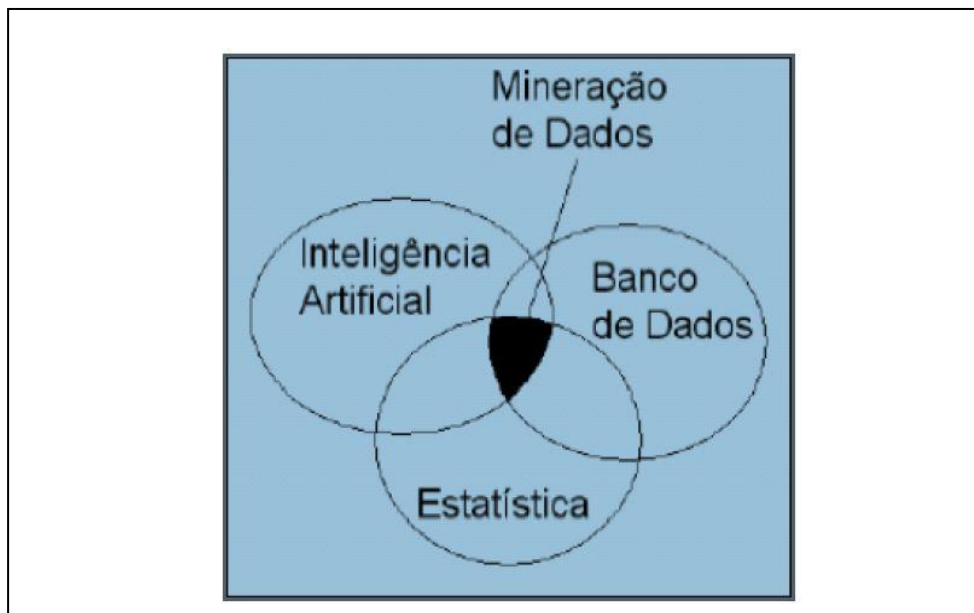 Mineração
de Dados
Inteligência
Artificial
Banco
de Dados
Estatística